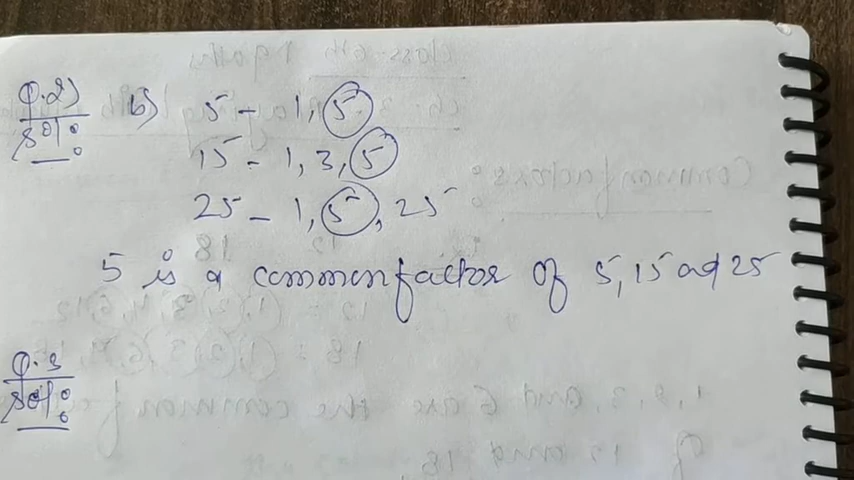 Q.2) b) 5 - 1, 5
Sol:
15 - 1, 3, 5
25 - 1, 5, 25
5 is a common factor of 5, 15 ad 25
Q.3
Sol: